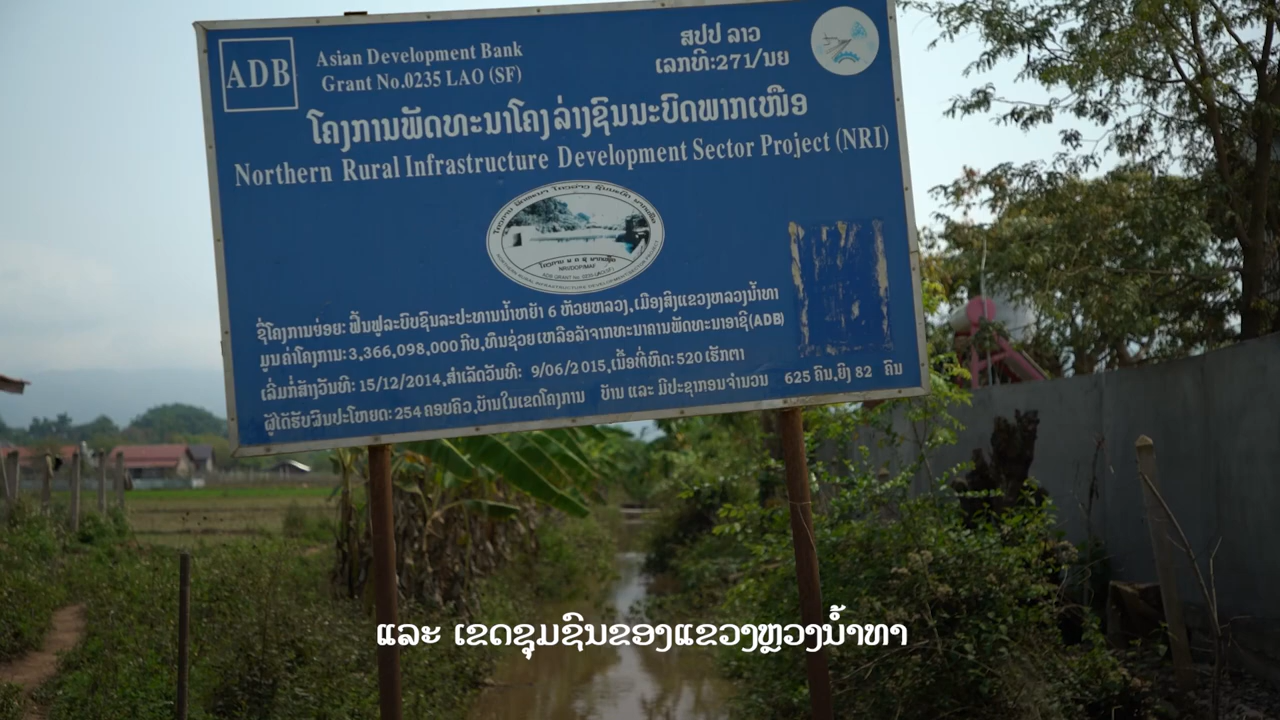 ADB
Asian Development Bank
Grant No.0235 LAO (SF)
ສປປ ລາວ
ເລກທີ:271/ນຍ
ໂຄງການພັດທະນາໂຄງລ່າງຊົນນະບົດພາກເໜືອ
Northern Rural Infrastructure Development Sector Project (NRI)
ຊື່ໂຄງການຍ່ອຍ: ຟື້ນຟູລະບົບຊົນລະປະທານນ້ຳຫຍ້າ 6 ຫ້ວຍຫລວງ,ເມືອງສິງແຂວງຫລວງນ້ຳທາ
ມູນຄ່າໂຄງການ:3,366,098,000ກີບ,ທຶນຊ່ວຍເຫລືອລ້າຈາກທະນາຄານພັດທະນາອາຊີ(ADB)
ເລີ່ມກໍ່ສ້າງວັນທີ: 15/12/2014,ສຳເລັດວັນທີ: 9/06/2015,ເນື້ອທີ່ທັງໝົດ:520ເຮັກຕາ
ຜູ້ໄດ້ຮັບຜົນປະໂຫຍດ:254 ຄອບຄົວ,ບ້ານໃນເຂດໂຄງການ ບ້ານ ແລະ ມີປະຊາກອນຈຳນວນ 625 ຄົນ,ຍິງ 82 ຄົນ
ແລະ ເຂດຊຸມຊົນຂອງແຂວງຫຼວງນ້ຳທາ